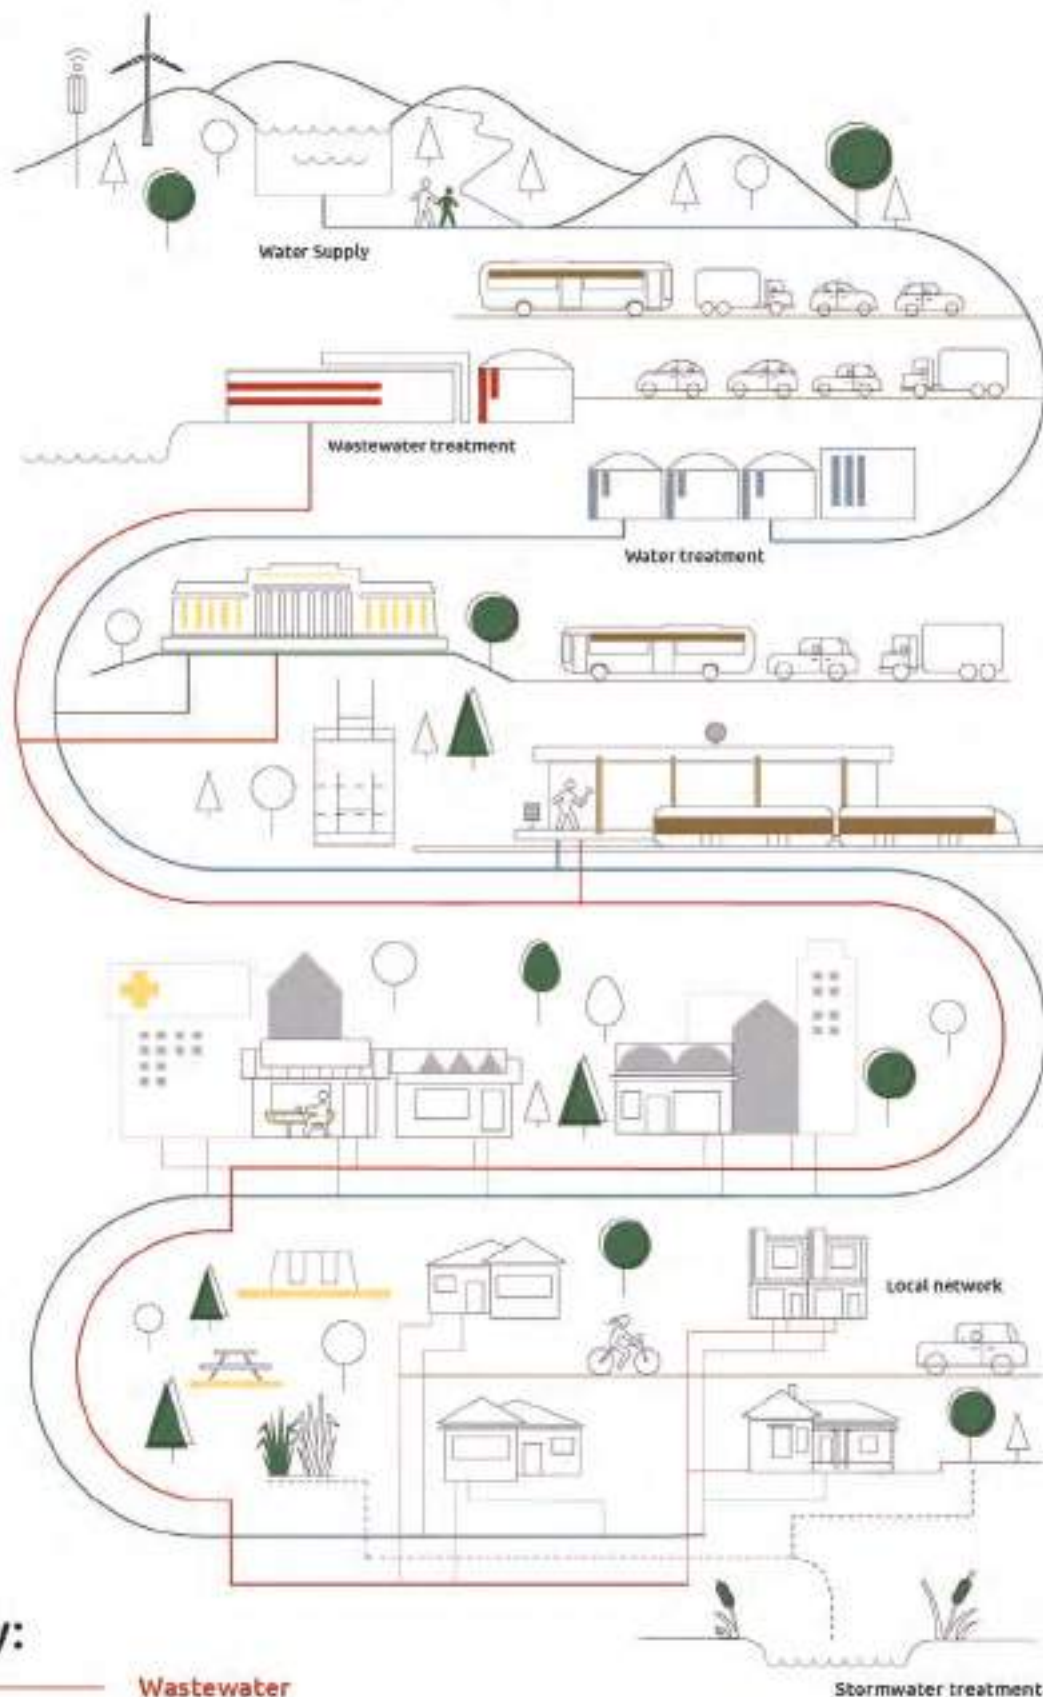 Water Supply
Wastewater treatment
Water treatment
Local network
y:
Wastewater
Stormwater treatment